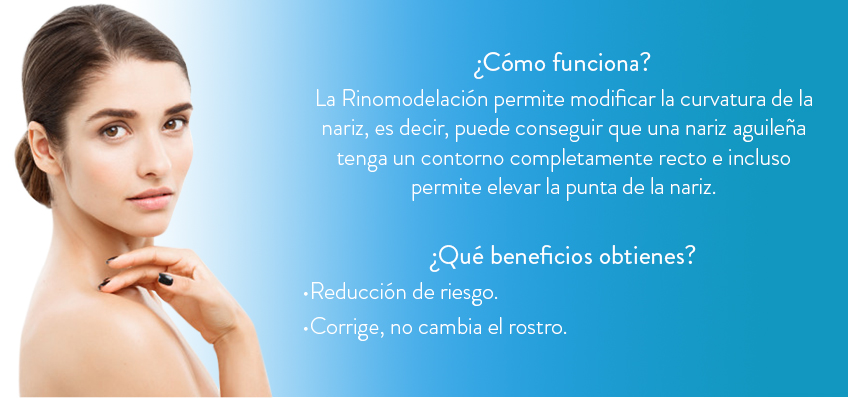 ¿Cómo funciona?
La Rinomodelación permite modificar la curvatura de la
nariz, es decir, puede conseguir que una nariz aguileña
tenga un contorno completamente recto e incluso
permite elevar la punta de la nariz.
¿Qué beneficios obtienes?
•Reducción de riesgo.
•Corrige, no cambia el rostro.